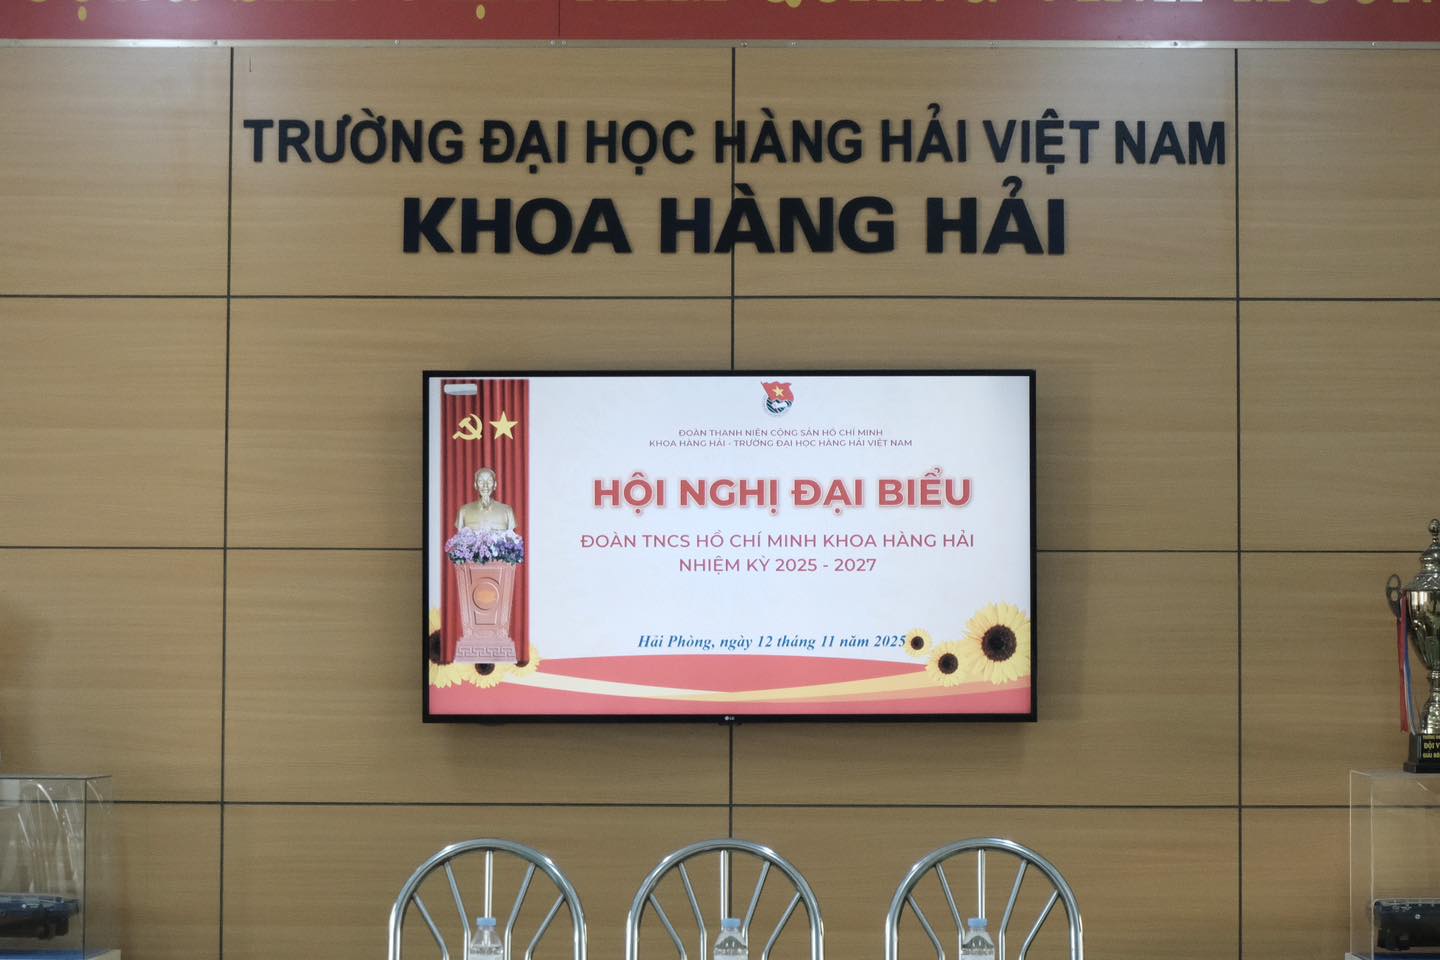 TRƯỜNG ĐẠI HỌC HÀNG HẢI VIỆT NAM
KHOA HÀNG HẢI
ĐOÀN THANH NIÊN CỘNG SẢN HỒ CHÍ MINH
KHOA HÀNG HẢI - TRƯỜNG ĐẠI HỌC HÀNG HẢI VIỆT NAM
HỘI NGHỊ ĐẠI BIỂU
ĐOÀN TNCS HỒ CHÍ MINH KHOA HÀNG HẢI
NHIỆM KỲ 2025 - 2027
Hải Phòng, ngày 12 tháng 11 năm 2025
LG